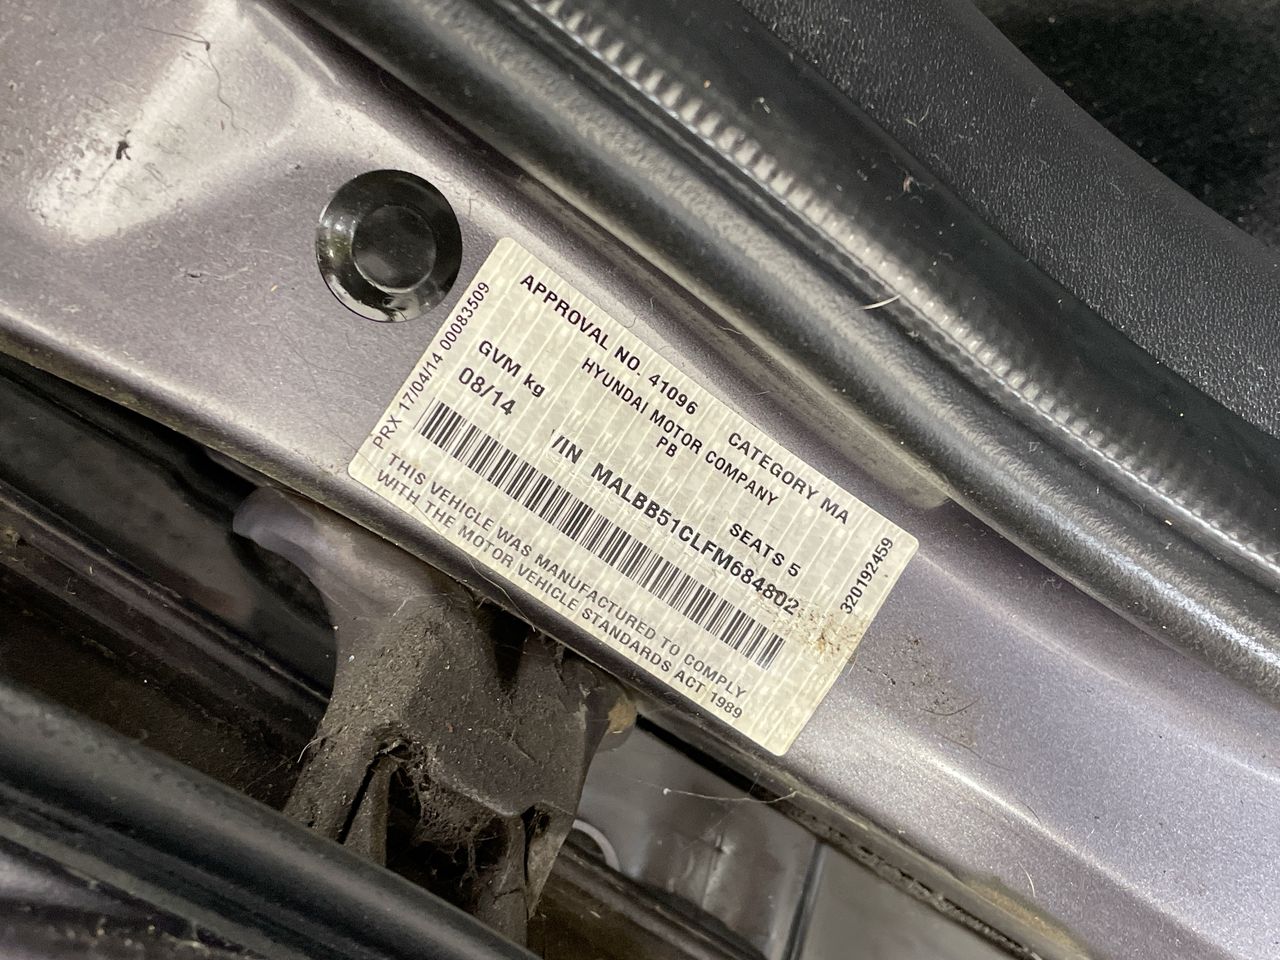 PRX 17/04/14 00083509
APPROVAL NO. 41096 CATEGORY MA
HYUNDAI MOTOR COMPANY
PB
GVM kg SEATS 5
08/14 VIN MALBB51CLFM684802
THIS VEHICLE WAS MANUFACTURED TO COMPLY
WITH THE MOTOR VEHICLE STANDARDS ACT 1989
320192459